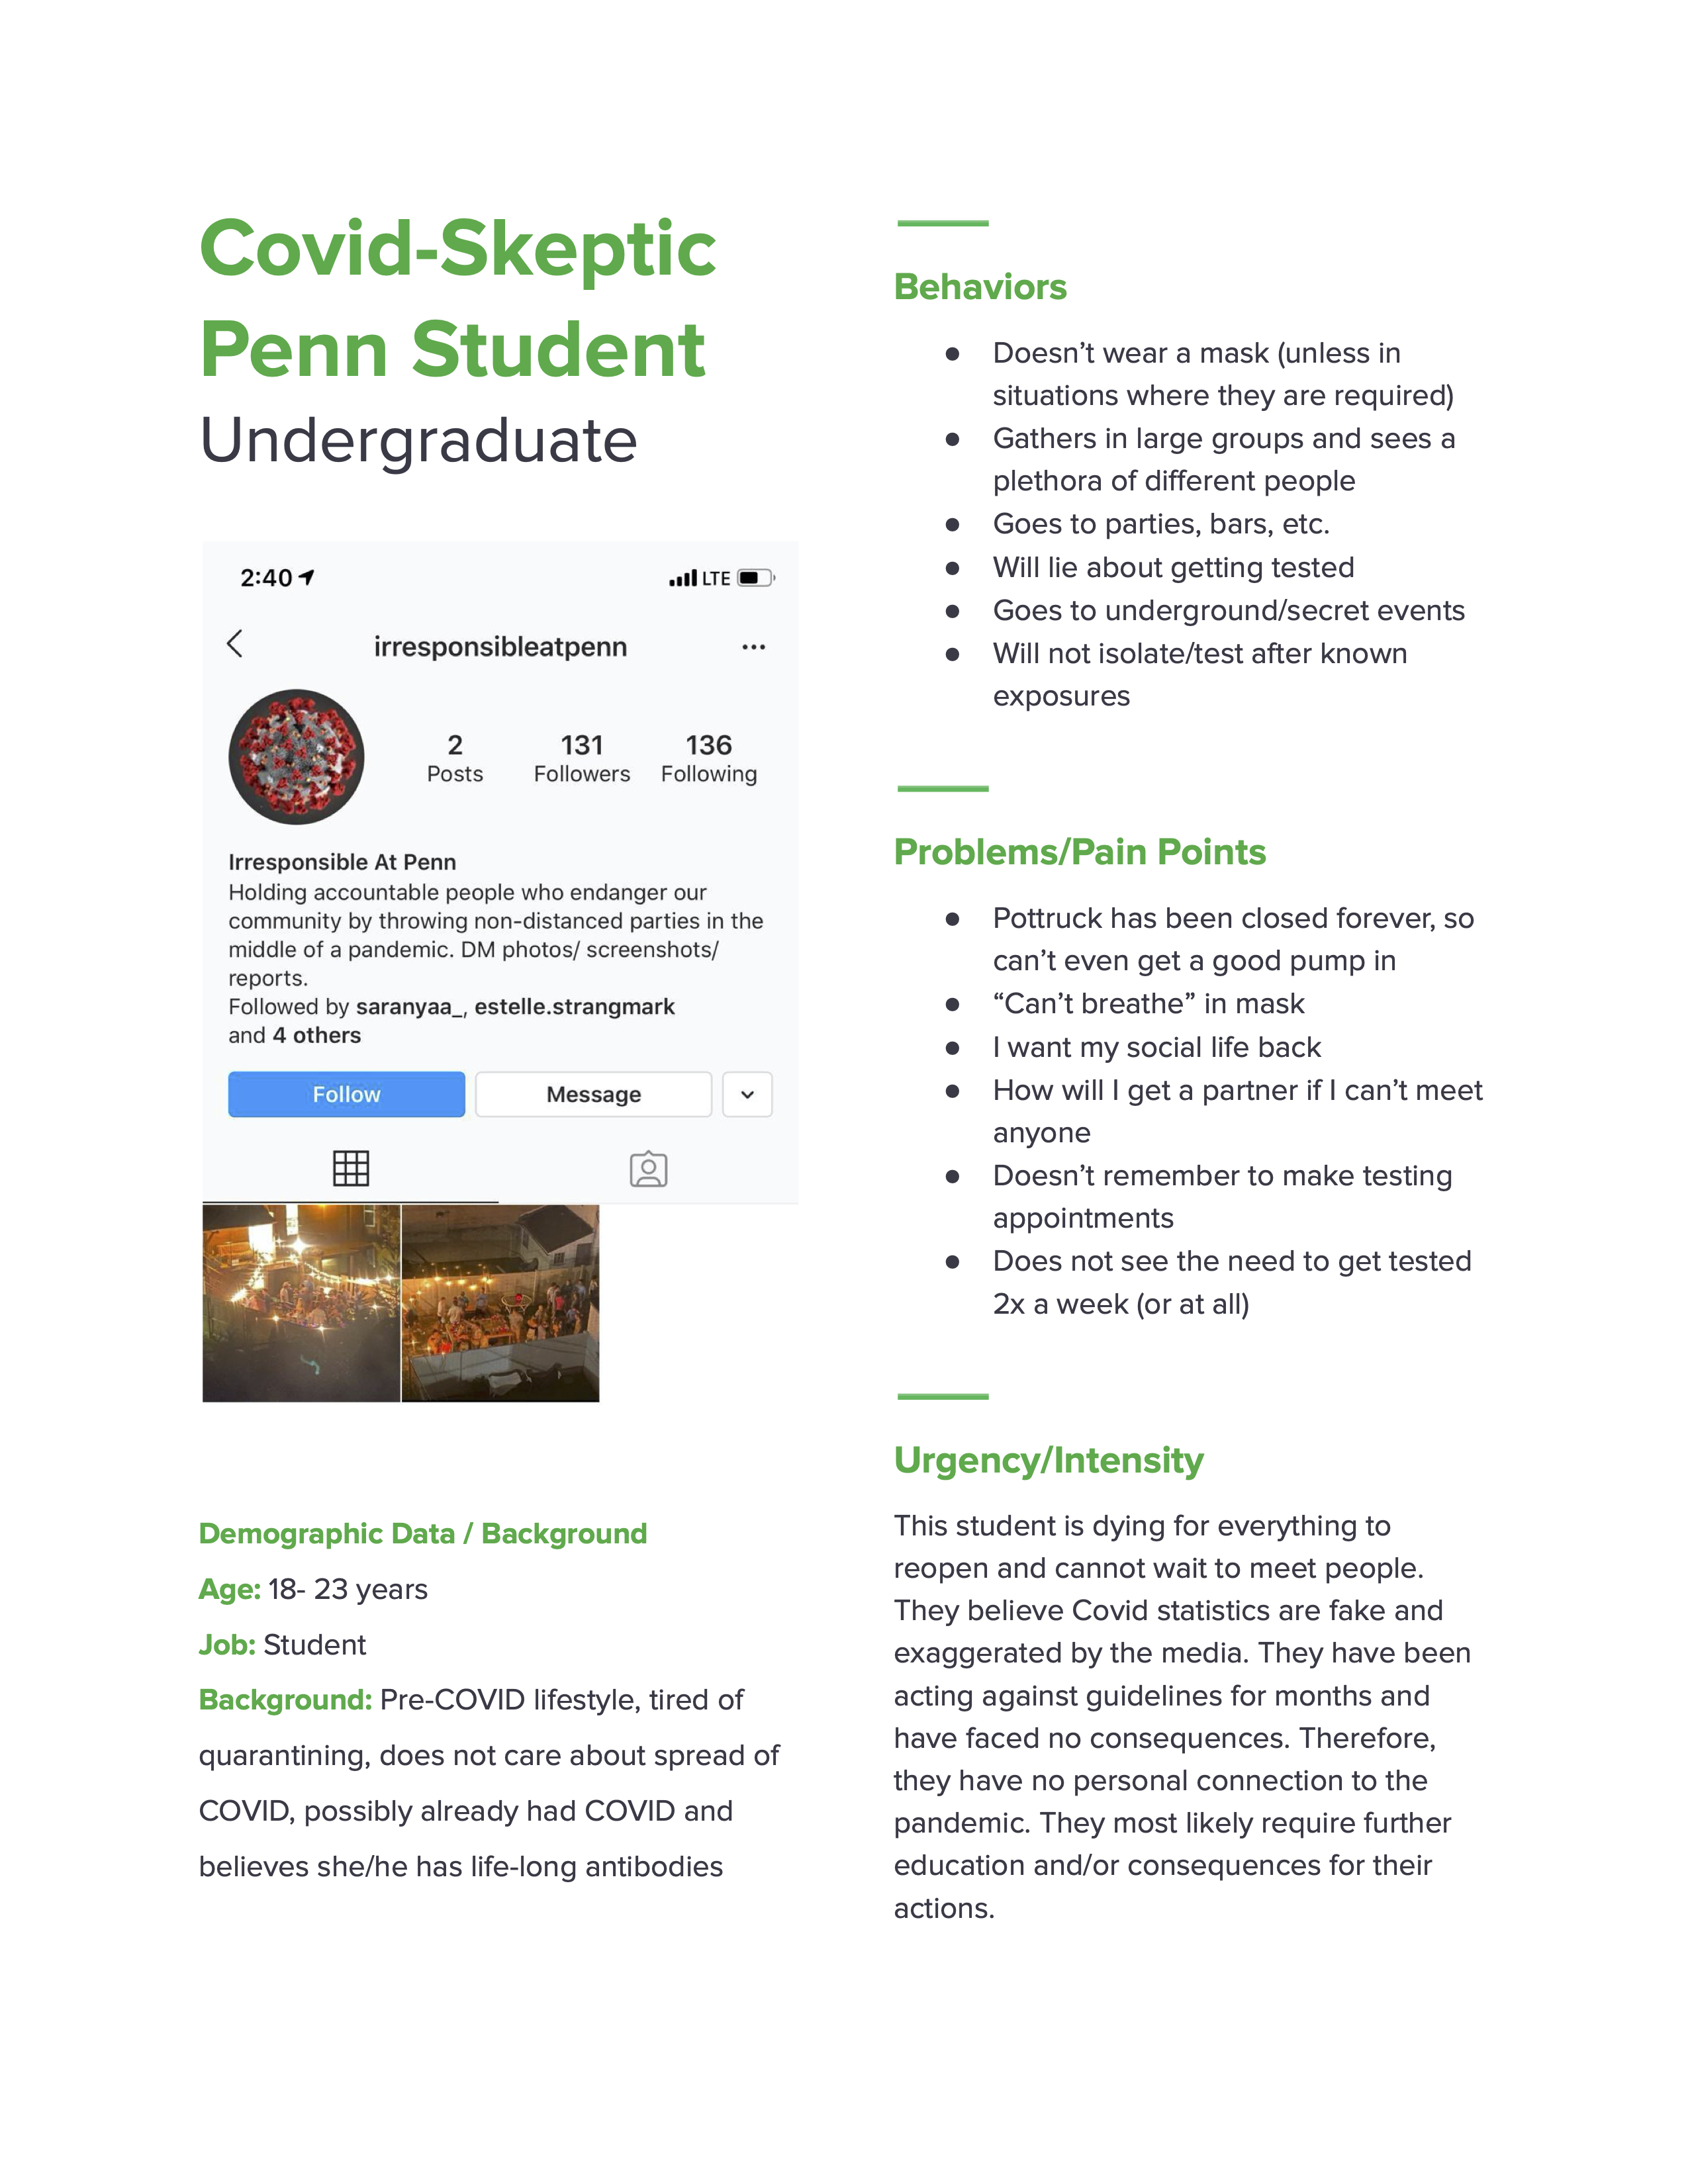 Covid-Skeptic
Penn Student
Undergraduate
2:40
LTE
irresponsibleatpenn
2
Posts
131
Followers
136
Following
Irresponsible At Penn
Holding accountable people who endanger our
community by throwing non-distanced parties in the
middle of a pandemic. DM photos/ screenshots/
reports.
Followed by saranyaa_, estelle.strangmark
and 4 others
Follow
Message
Demographic Data / Background
Age: 18- 23 years
Job: Student
Background: Pre-COVID lifestyle, tired of
quarantining, does not care about spread of
COVID, possibly already had COVID and
believes she/he has life-long antibodies
Behaviors
● Doesn’t wear a mask (unless in
situations where they are required)
● Gathers in large groups and sees a
plethora of different people
● Goes to parties, bars, etc.
● Will lie about getting tested
● Goes to underground/secret events
● Will not isolate/test after known
exposures
Problems/Pain Points
● Pottruck has been closed forever, so
can’t even get a good pump in
● “Can’t breathe” in mask
● I want my social life back
● How will I get a partner if I can’t meet
anyone
● Doesn’t remember to make testing
appointments
● Does not see the need to get tested
2x a week (or at all)
Urgency/Intensity
This student is dying for everything to
reopen and cannot wait to meet people.
They believe Covid statistics are fake and
exaggerated by the media. They have been
acting against guidelines for months and
have faced no consequences. Therefore,
they have no personal connection to the
pandemic. They most likely require further
education and/or consequences for their
actions.